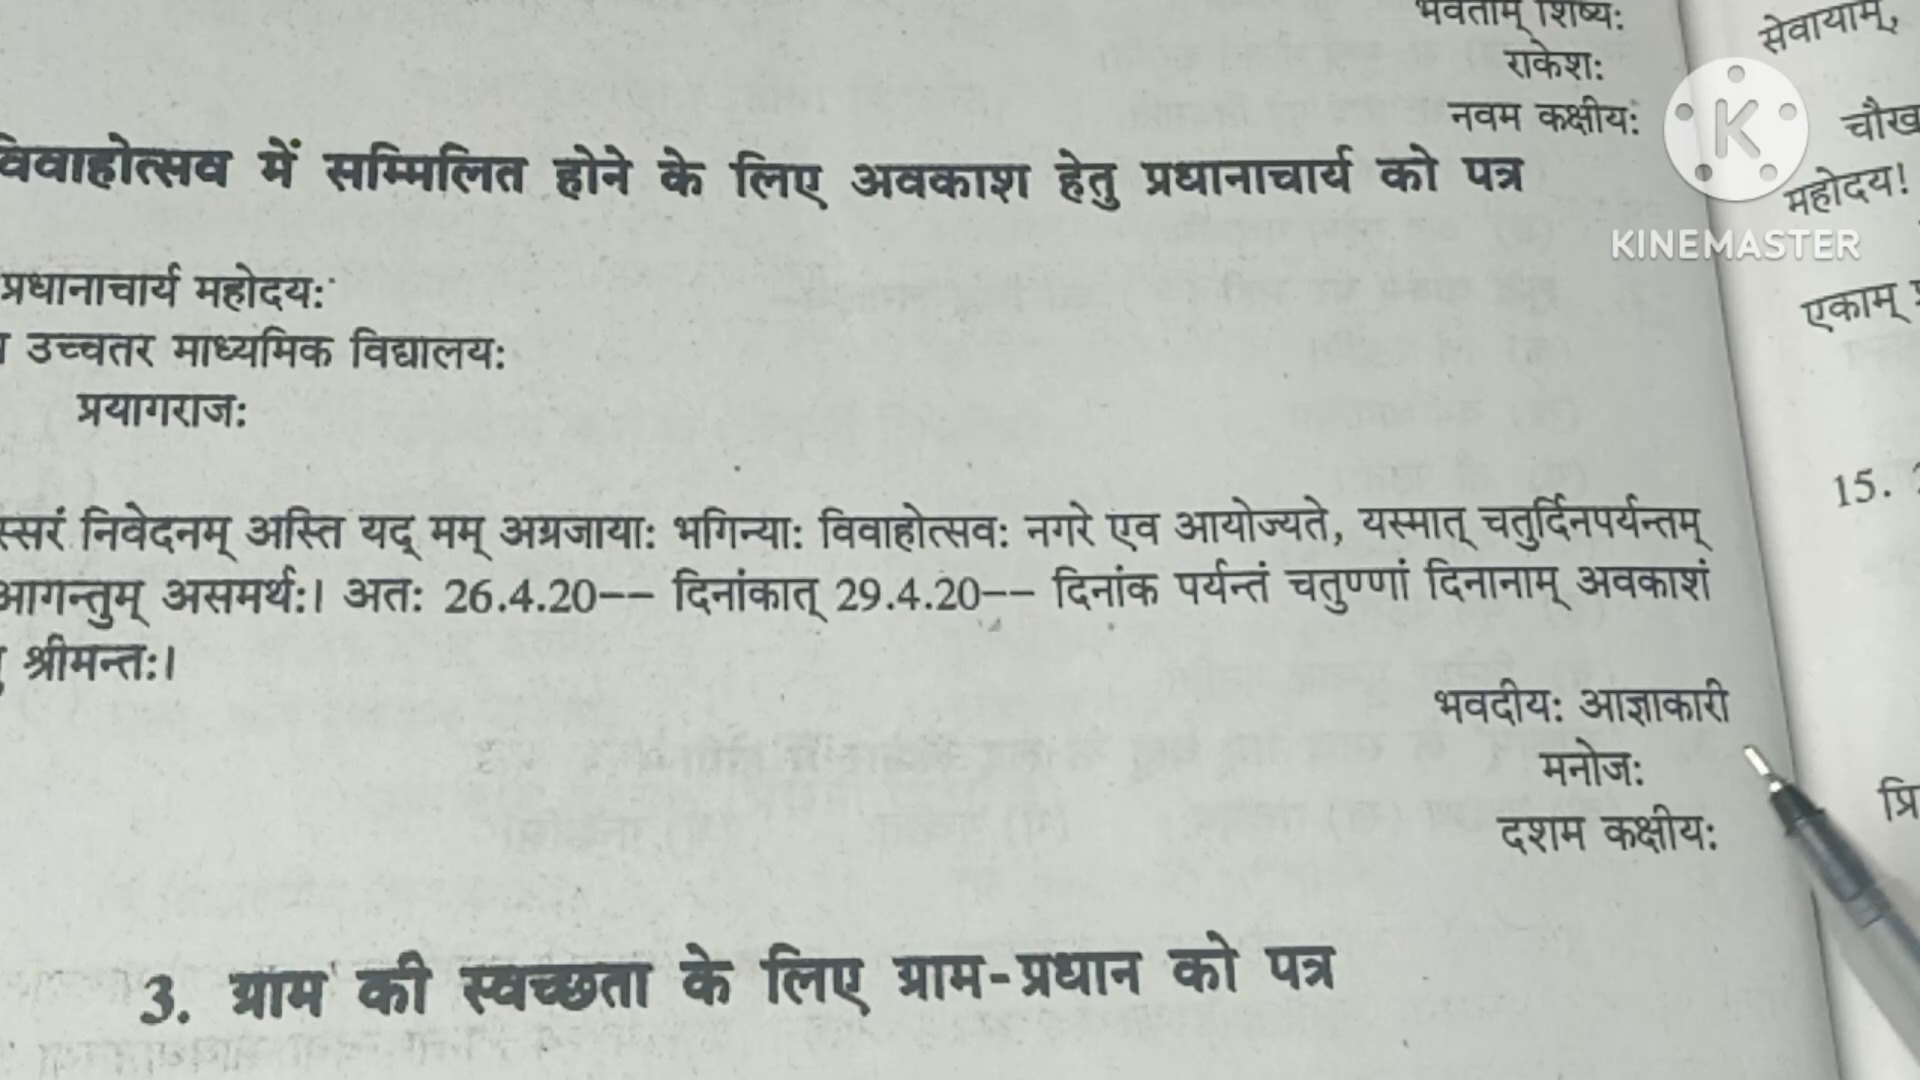 भवताम् शिष्यः
राकेशः
नवम कक्षीयः
विवाहोत्सव में सम्मिलित होने के लिए अवकाश हेतु प्रधानाचार्य को पत्र
प्रधानाचार्य महोदयः
उच्चतर माध्यमिक विद्यालयः
प्रयागराजः
निवेदनम् अस्ति यद् मम् अग्रजायाः भगिन्याः विवाहोत्सवः नगरे एव आयोज्यते, यस्मात् चतुर्दिनपर्यन्तम्
आगन्तुम् असमर्थः। अतः 26.4.20-- दिनांकात् 29.4.20-- दिनांक पर्यन्तं चतुण्णां दिनानाम् अवकाशं
श्रीमन्तः।
भवदीयः आज्ञाकारी
मनोजः
दशम कक्षीयः
3. ग्राम की स्वच्छता के लिए ग्राम-प्रधान को पत्र
सेवायाम्,
महोदय!
एकाम्
15.
K
KINEMASTER